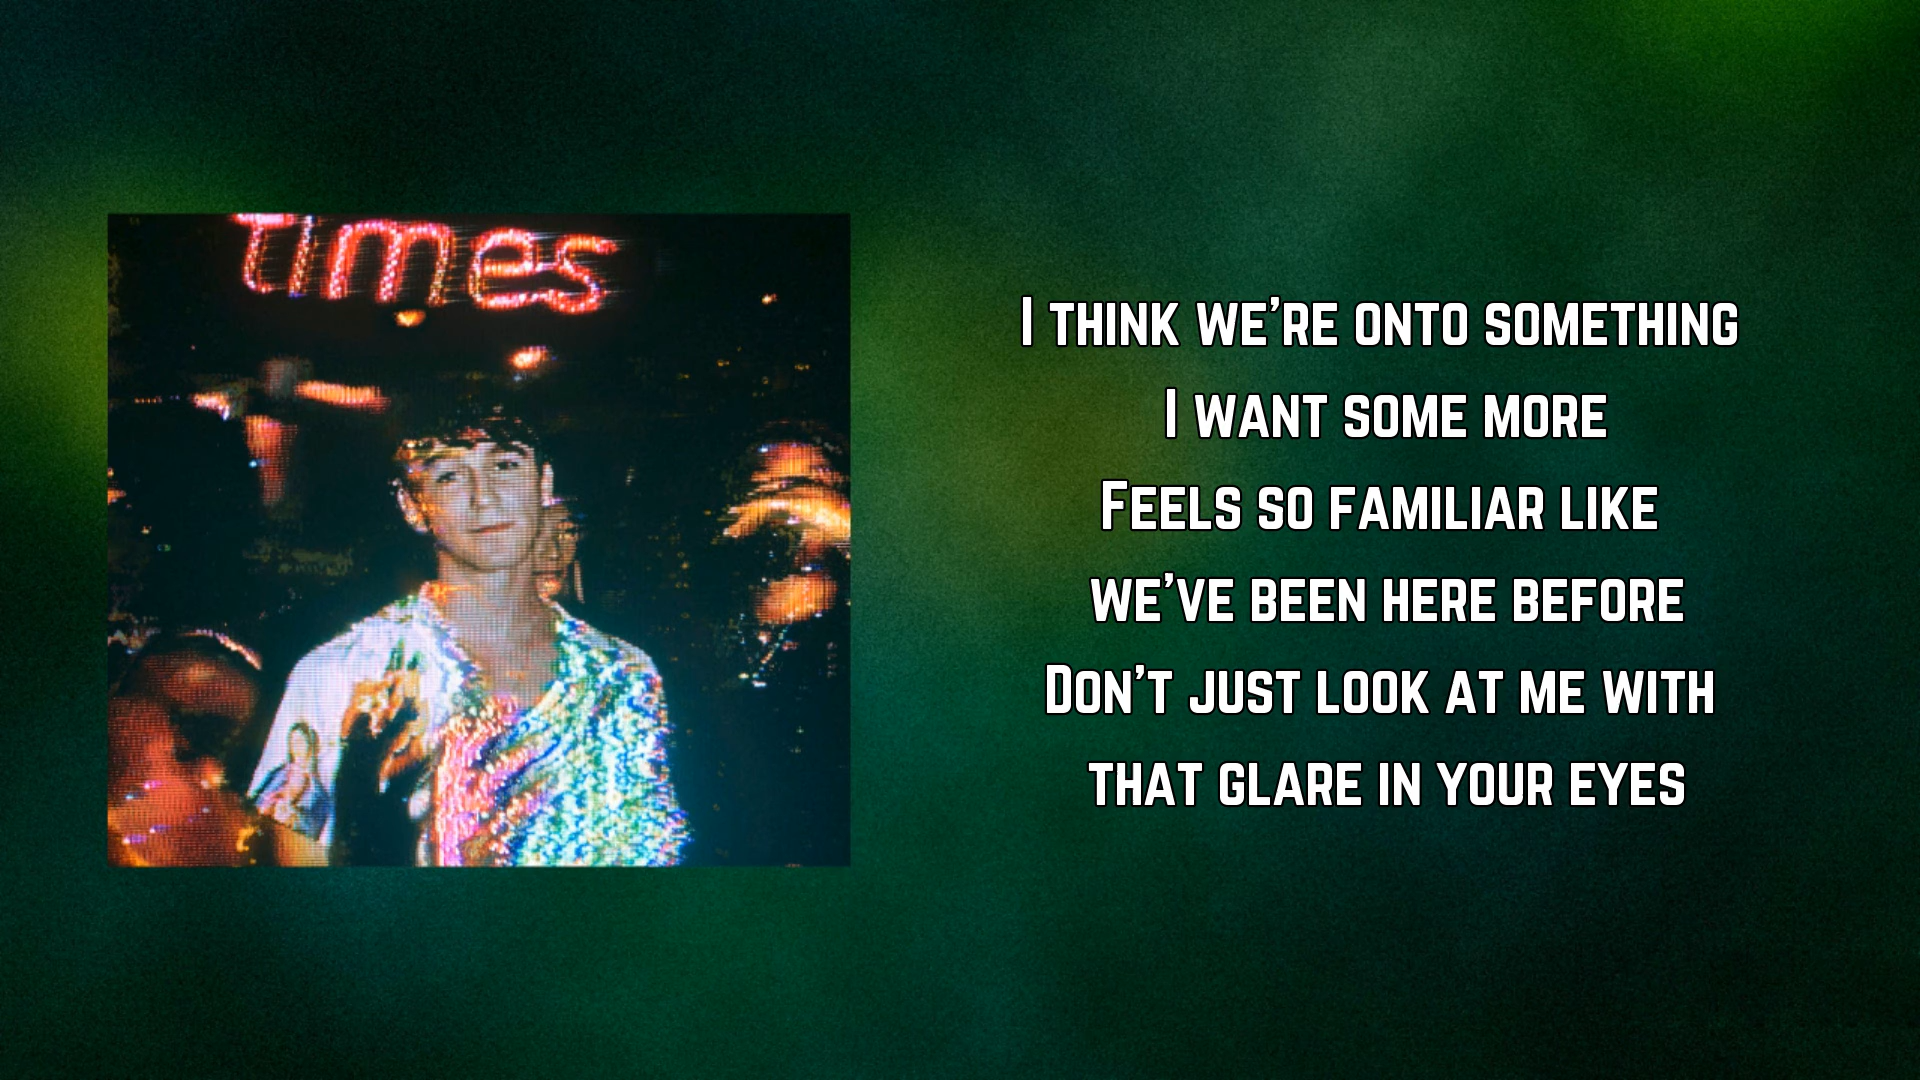 times
I THINK WE'RE ONTO SOMETHING
I WANT SOME MORE
FEELS SO FAMILIAR LIKE
WE'VE BEEN HERE BEFORE
DON'T JUST LOOK AT ME WITH
THAT GLARE IN YOUR EYES